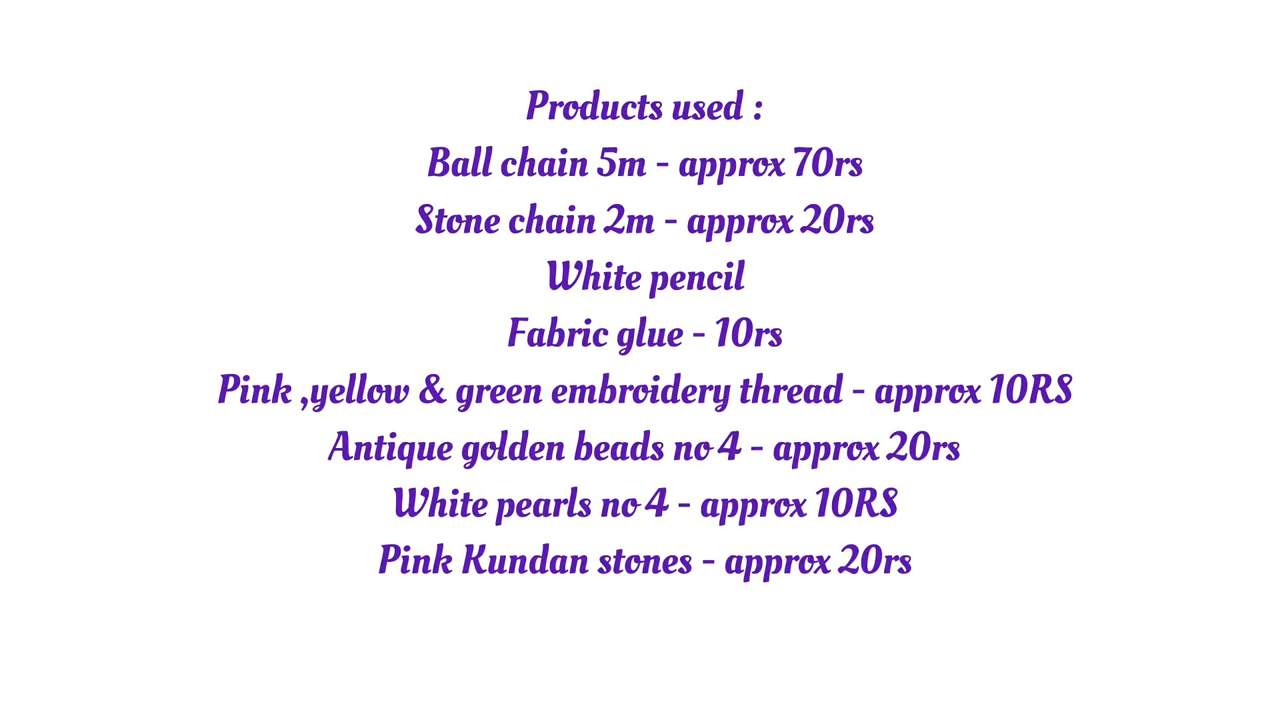 Products used :
Ball chain 5m - approx 70rs
Stone chain 2m - approx 20rs
White pencil
Fabric glue - 10rs
Pink ,yellow & green embroidery thread - approx 10RS
Antique golden beads no 4 - approx 20rs
White pearls no 4 - approx 10RS
Pink Kundan stones - approx 20rs